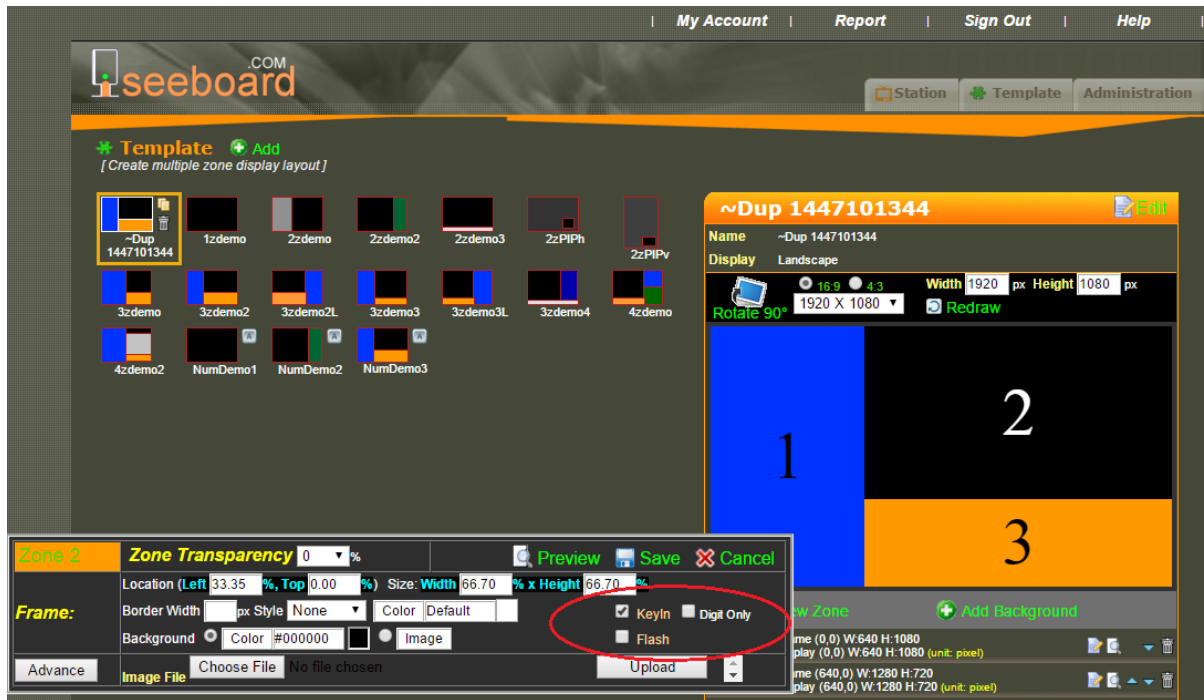 | My Account | Report | Sign Out | Help |
.COM
iseeboard
Station Template Administration
Template Add
[ Create multiple zone display layout ]
~Dup 1447101344
1zdemo
2zdemo
2zdemo2
2zdemo3
2zPIPh
2zPIPv
3zdemo
3zdemo2
3zdemo2L
3zdemo3
3zdemo3L
3zdemo4
4zdemo
4zdemo2
NumDemo1
NumDemo2
NumDemo3
~Dup 1447101344 Edit
Name ~Dup 1447101344
Display Landscape
16:9 4:3 Width 1920 px Height 1080 px
Rotate 90° 1920 X 1080 Redraw
1
2
3
Zone 2 Zone Transparency 0 % Preview Save Cancel
Location (Left 33.35 %, Top 0.00 %) Size: Width 66.70 % x Height 66.70 %
Frame: Border Width px Style None Color Default KeyIn Digit Only
Background Color #000000 Image Flash
Advance Image File Choose File No file chosen Upload
Zone Add Background
(0,0) W:640 H:1080
(0,0) W:640 H:1080 (unit: pixel)
(640,0) W:1280 H:720
(640,0) W:1280 H:720 (unit: pixel)